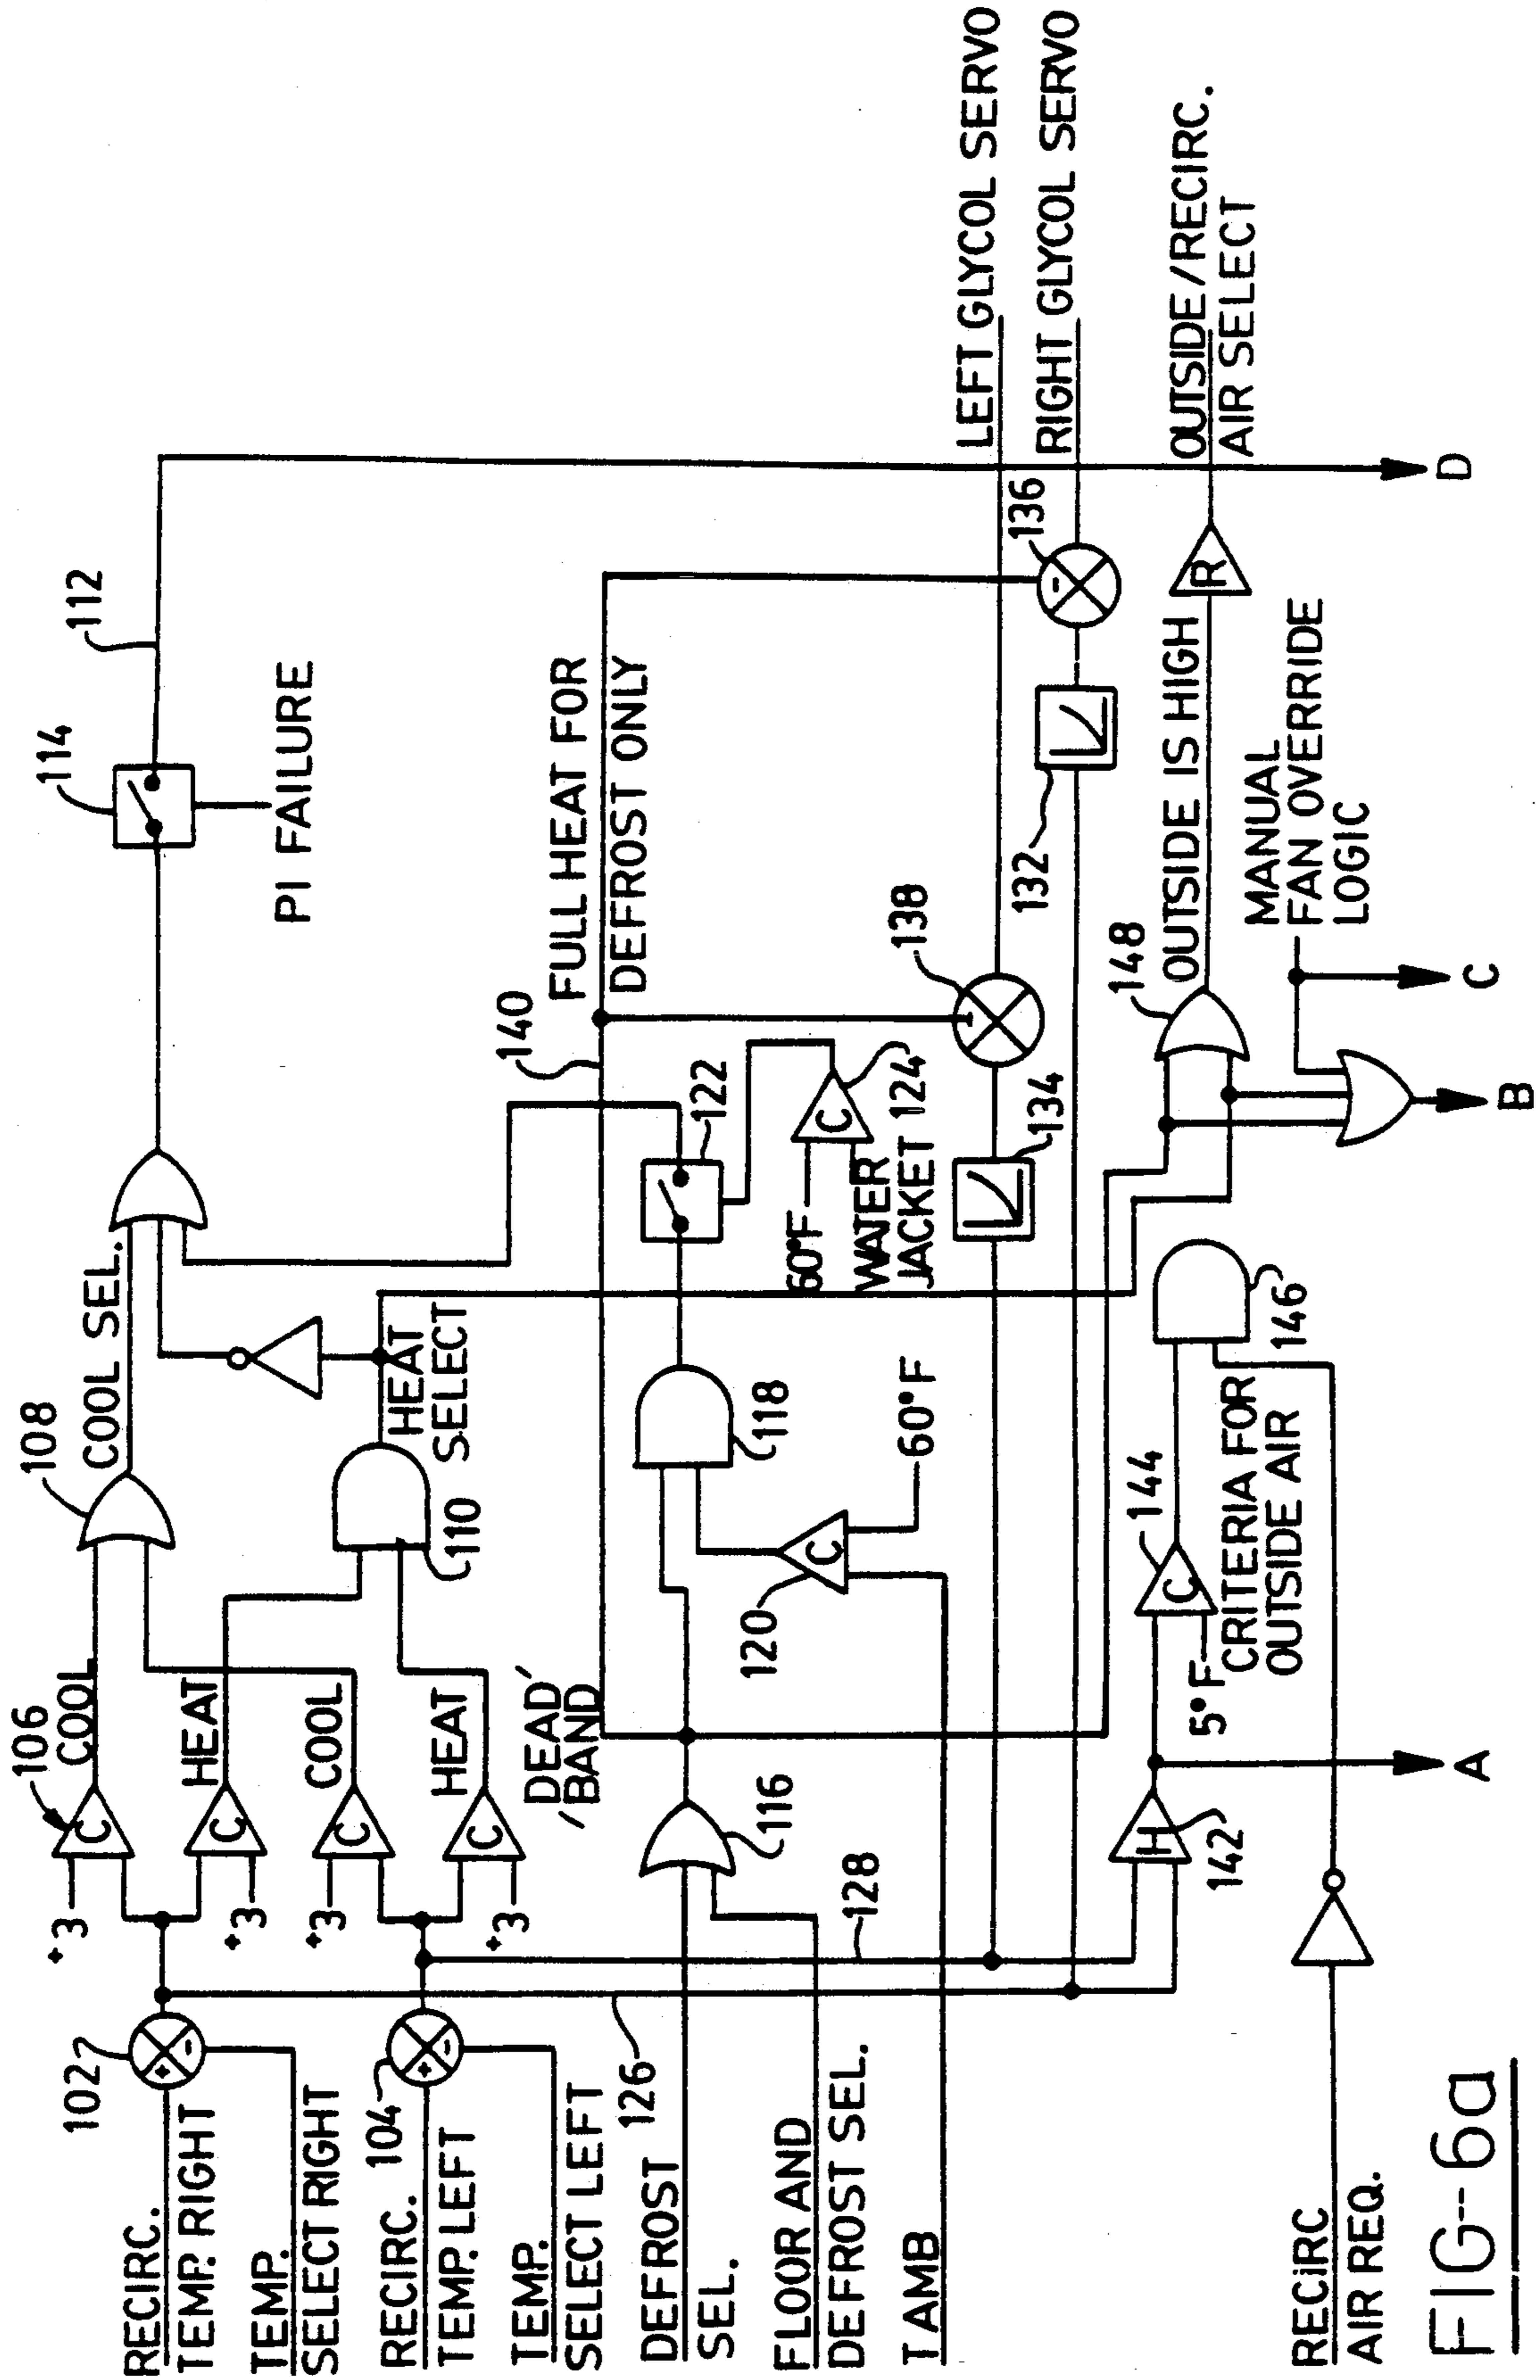 RECIRC.
TEMP. RIGHT
TEMP.
SELECT RIGHT
RECIRC.
TEMP. LEFT
TEMP.
SELECT LEFT
DEFROST
SEL.
FLOOR AND
DEFROST SEL.
T AMB
RECIRC
AIR REQ.
102
+
-
104
+
-
126
128
+3
+3
+3
+3
106
C
C
C
C
COOL
HEAT
COOL
HEAT
DEAD
BAND
108
COOL SEL.
110
HEAT
SELECT
116
118
120
C
60°F
122
60°F
WATER
JACKET
C
124
114
PI FAILURE
112
140
FULL HEAT FOR
DEFROST ONLY
134
138
-
132
136
-
LEFT GLYCOL SERVO
RIGHT GLYCOL SERVO
H
142
5°F
C
144
CRITERIA FOR
OUTSIDE AIR
146
148
OUTSIDE IS HIGH
R
OUTSIDE/RECIRC.
AIR SELECT
MANUAL
FAN OVERRIDE
LOGIC
A
B
C
D
FIG-6a